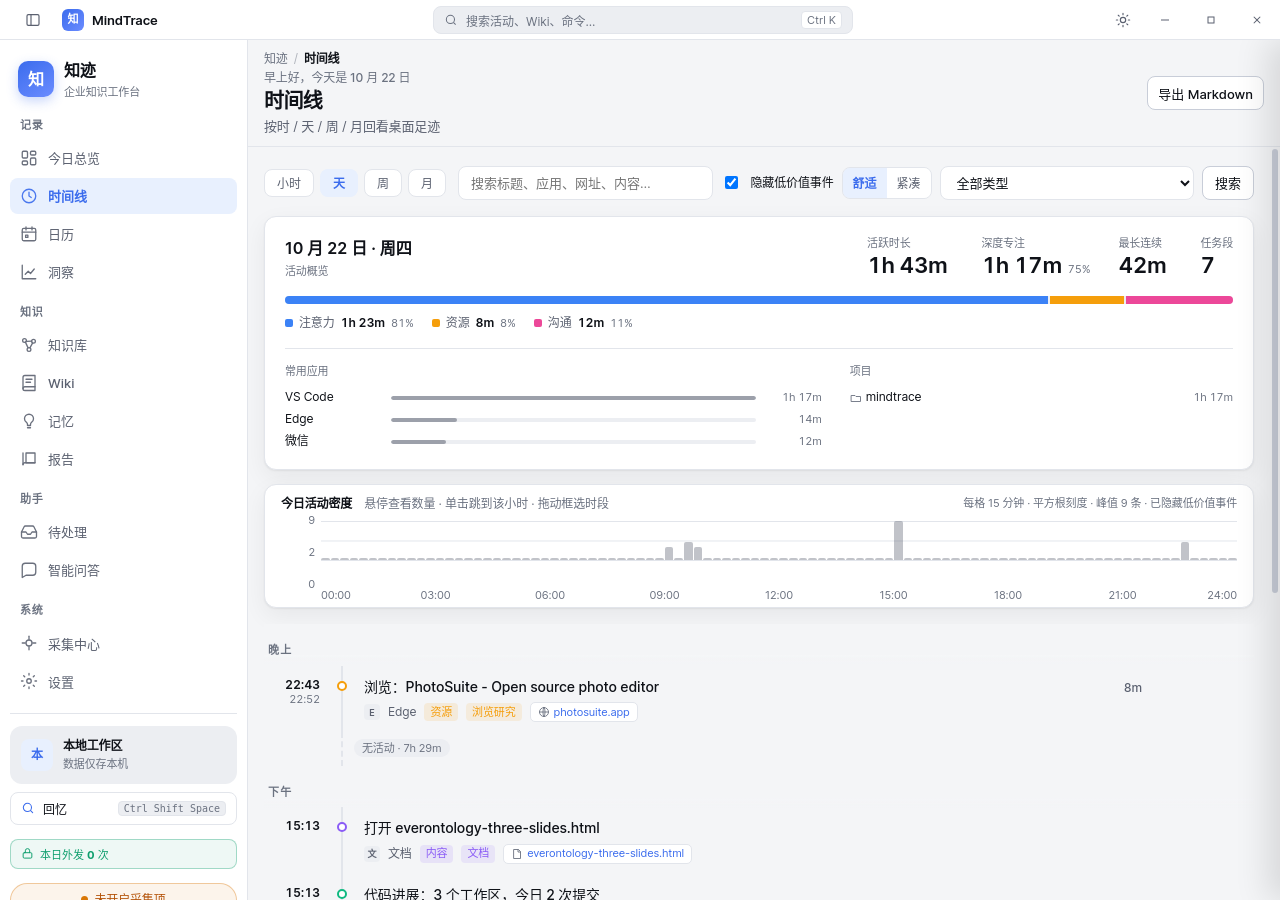 知 MindTrace
搜索活动、Wiki、命令... Ctrl K
知 知迹
企业知识工作台
记录
今日总览
时间线
日历
洞察
知识
知识库
Wiki
记忆
报告
助手
待处理
智能问答
系统
采集中心
设置
本 本地工作区
数据仅存本机
回忆 Ctrl Shift Space
本日外发 0 次
知迹 / 时间线
早上好，今天是 10 月 22 日
时间线
按时 / 天 / 周 / 月回看桌面足迹
导出 Markdown
小时 天 周 月 搜索标题、应用、网址、内容... 隐藏低价值事件 舒适 紧凑 全部类型 搜索
10 月 22 日 · 周四
活动概览
活跃时长 深度专注 最长连续 任务段
1h 43m 1h 17m 75% 42m 7
注意力 1h 23m 81% 资源 8m 8% 沟通 12m 11%
常用应用
VS Code 1h 17m
Edge 14m
微信 12m
项目
mindtrace 1h 17m
今日活动密度 悬停查看数量 · 单击跳到该小时 · 拖动框选时段 每格 15 分钟 · 平方根刻度 · 峰值 9 条 · 已隐藏低价值事件
9
2
0
00:00 03:00 06:00 09:00 12:00 15:00 18:00 21:00 24:00
晚上
22:43 浏览：PhotoSuite - Open source photo editor 8m
22:52
E Edge 资源 浏览研究 photosuite.app
无活动 · 7h 29m
下午
15:13 打开 everontology-three-slides.html
文 文档 内容 文档 everontology-three-slides.html
15:13 代码进展：3 个工作区，今日 2 次提交